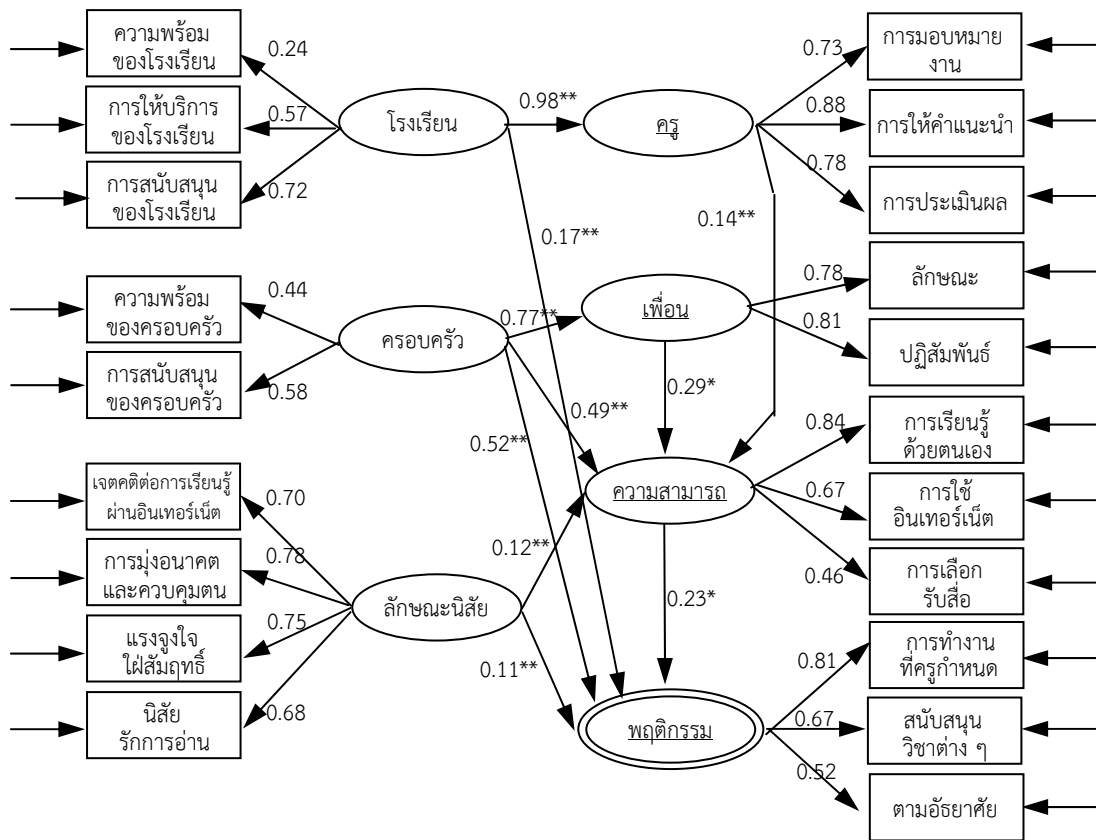 ความพร้อม
ของโรงเรียน
0.24
การให้บริการ
ของโรงเรียน
0.57
การสนับสนุน
ของโรงเรียน
0.72
โรงเรียน
0.98**
ครู
0.73
การมอบหมาย
งาน
0.88
การให้คำแนะนำ
0.78
การประเมินผล
0.17**
0.14**
ความพร้อม
ของครอบครัว
0.44
การสนับสนุน
ของครอบครัว
0.58
ครอบครัว
0.77**
เพื่อน
0.78
ลักษณะ
0.81
ปฏิสัมพันธ์
0.29*
0.49**
0.52**
เจตคติต่อการเรียนรู้
ผ่านอินเทอร์เน็ต
0.70
การมุ่งอนาคต
และควบคุมตน
0.78
แรงจูงใจ
ใฝ่สัมฤทธิ์
0.75
นิสัย
รักการอ่าน
0.68
ลักษณะนิสัย
0.12**
0.11**
ความสามารถ
0.84
การเรียนรู้
ด้วยตนเอง
0.67
การใช้
อินเทอร์เน็ต
0.46
การเลือก
รับสื่อ
0.23*
พฤติกรรม
0.81
การทำงาน
ที่ครูกำหนด
0.67
สนับสนุน
วิชาต่าง ๆ
0.52
ตามอัธยาศัย